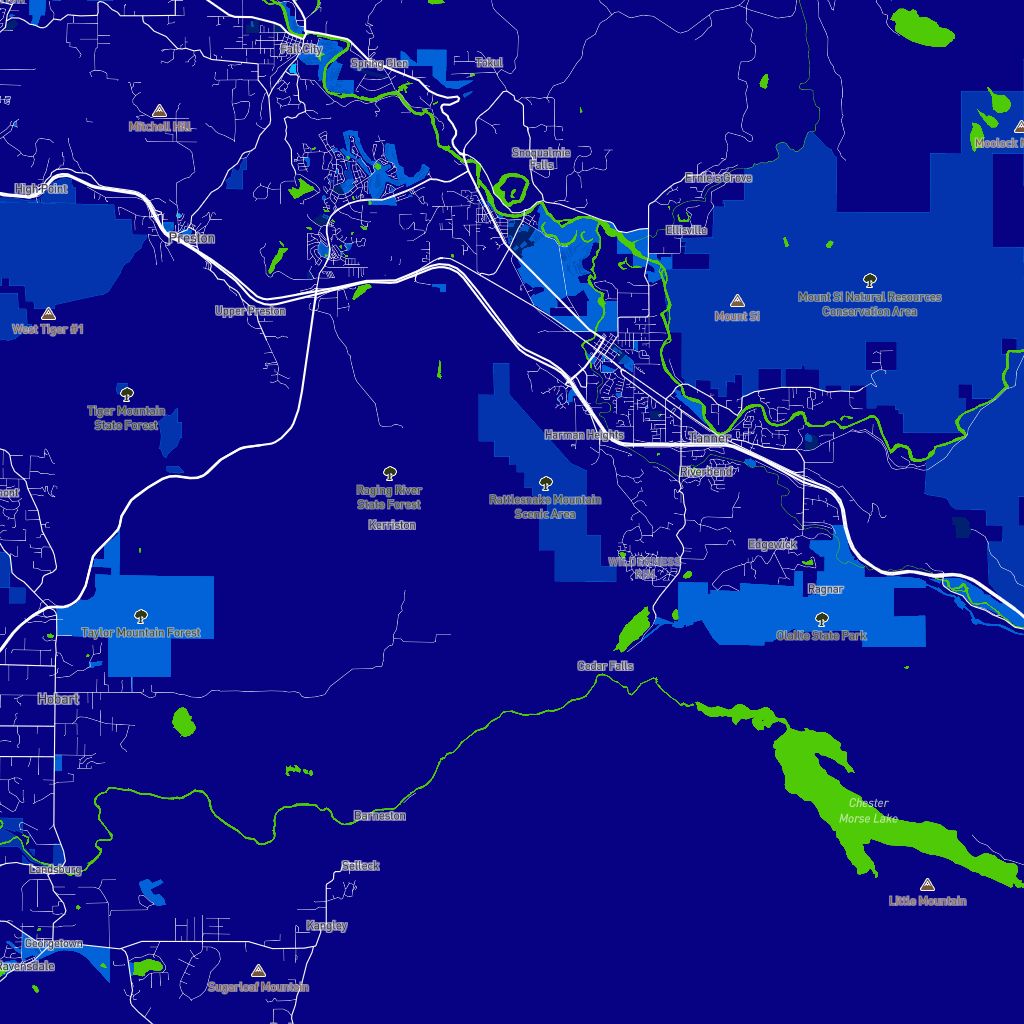 Fall City
Spring Glen
Tokul
Mitchell Hill
Snoqualmie
Falls
High Point
Ernie's Grove
Ellisville
Preston
Upper Preston
West Tiger #1
Mount Si
Mount Si Natural Resources
Conservation Area
Tiger Mountain
State Forest
Harman Heights
Tanner
Riverbend
Raging River
State Forest
Kerriston
Rattlesnake Mountain
Scenic Area
Edgewick
WILDERNESS
RIM
Ragnar
Olallie State Park
Taylor Mountain Forest
Cedar Falls
Hobart
Chester
Morse Lake
Barneston
Landsburg
Selleck
Little Mountain
Kangley
Georgetown
Ravensdale
Sugarloaf Mountain